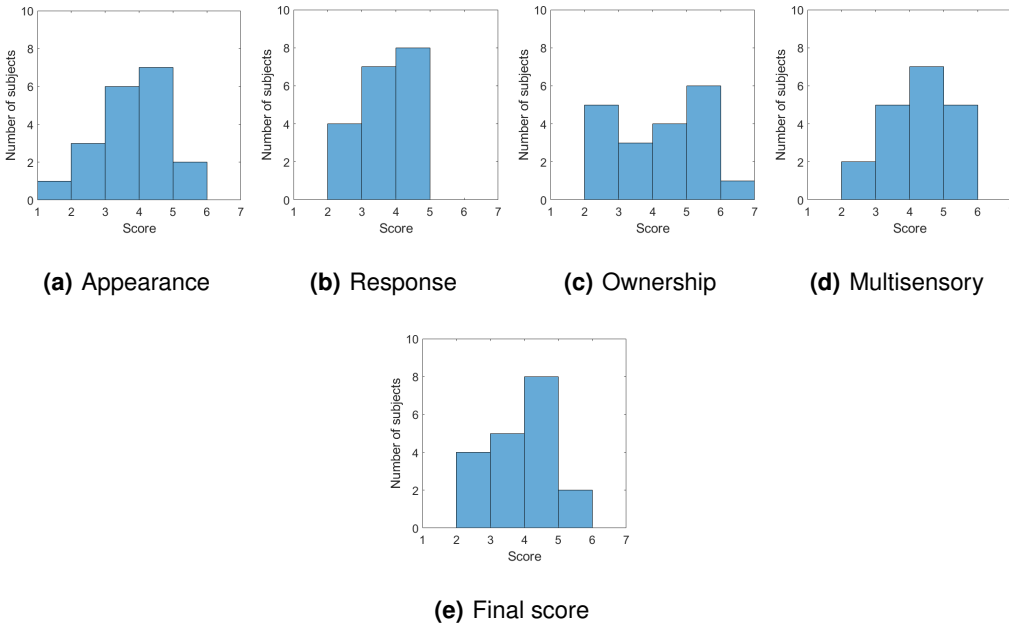 10
8
6
4
2
0
Number of subjects
1 2 3 4 5 6 7
Score
(a) Appearance
10
8
6
4
2
0
Number of subjects
1 2 3 4 5 6 7
Score
(b) Response
10
8
6
4
2
0
Number of subjects
1 2 3 4 5 6 7
Score
(c) Ownership
10
8
6
4
2
0
Number of subjects
1 2 3 4 5 6
Score
(d) Multisensory
10
8
6
4
2
0
Number of subjects
1 2 3 4 5 6 7
Score
(e) Final score